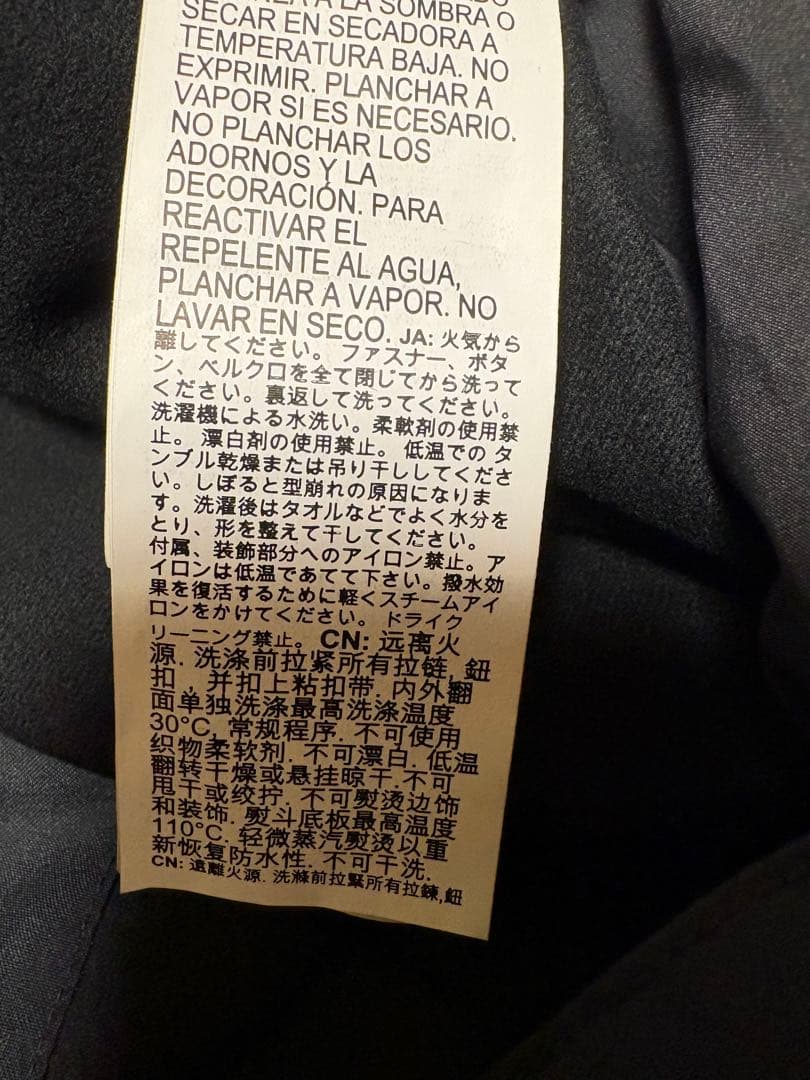 A LA SOMBRA O
SECAR EN SECADORA A
TEMPERATURA BAJA. NO
EXPRIMIR. PLANCHAR A
VAPOR SI ES NECESARIO.
NO PLANCHAR LOS
ADORNOS Y LA
DECORACIÓN. PARA
REACTIVAR EL
REPELENTE AL AGUA,
PLANCHAR A VAPOR. NO
LAVAR EN SECO. JA: 火気から
離してください。 ファスナー、ボタ
ン、ベルクロを全て閉じてから洗って
ください。裏返して洗ってください。
洗濯機による水洗い。柔軟剤の使用禁
止。 漂白剤の使用禁止。 低温での タ
ンブル乾燥または吊り干ししてくださ
い。しぼると型崩れの原因になりま
す。洗濯後はタオルなどでよく水分を
とり、形を整えて干してください。
付属、装飾部分へのアイロン禁止。ア
イロンは低温であてて下さい。撥水効
果を復活するために軽くスチームアイ
ロンをかけてください。ドライク
リーニング禁止。 CN: 远离火
源. 洗涤前拉紧所有拉链, 鈕
扣 , 并扣上粘扣带. 内外翻
面单独洗涤最高洗涤温度
30°C, 常规程序. 不可使用
织物柔软剂. 不可漂白. 低温
翻转干燥或悬挂晾干.不可
甩干或绞拧. 不可熨烫边饰
和装饰. 熨斗底板最高温度
110°C. 轻微蒸汽熨烫以重
新恢复防水性. 不可干洗.
CN: 遠離火源. 洗滌前拉緊所有拉鍊,鈕